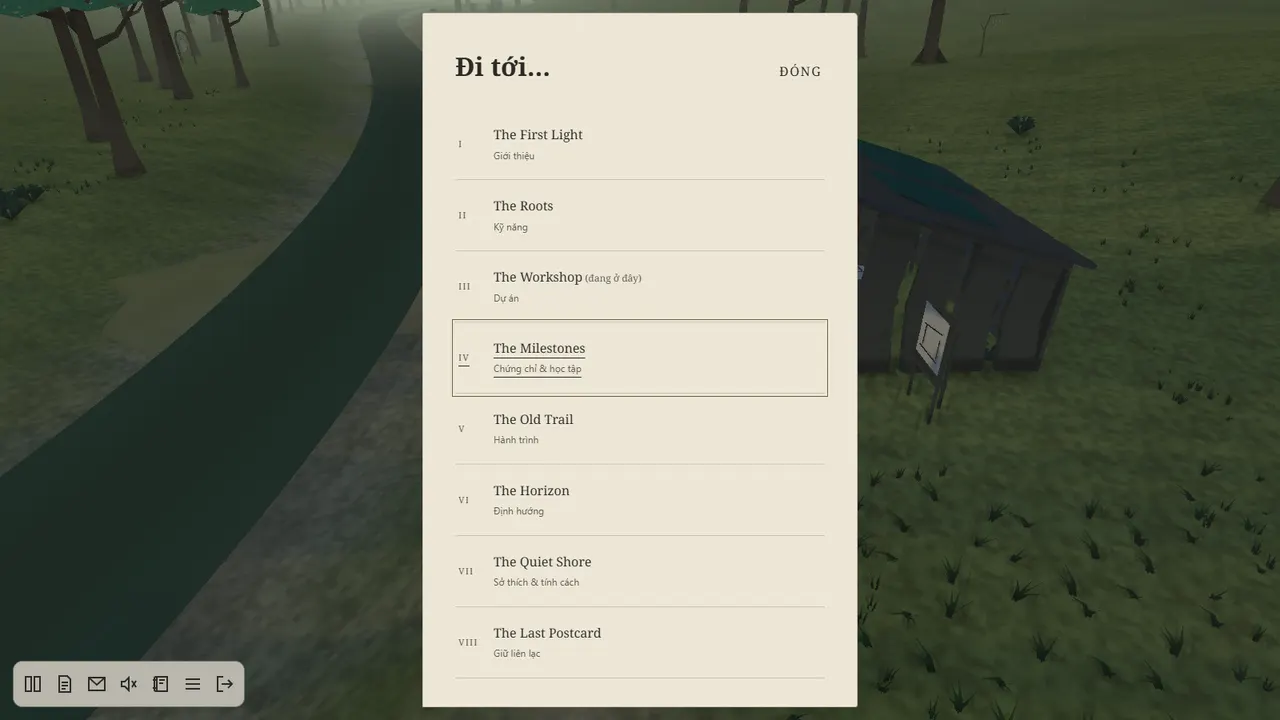 Đi tới...
ĐÓNG
I
The First Light
Giới thiệu
II
The Roots
Kỹ năng
III
The Workshop (đang ở đây)
Dự án
IV
The Milestones
Chứng chỉ & học tập
V
The Old Trail
Hành trình
VI
The Horizon
Định hướng
VII
The Quiet Shore
Sở thích & tính cách
VIII
The Last Postcard
Giữ liên lạc